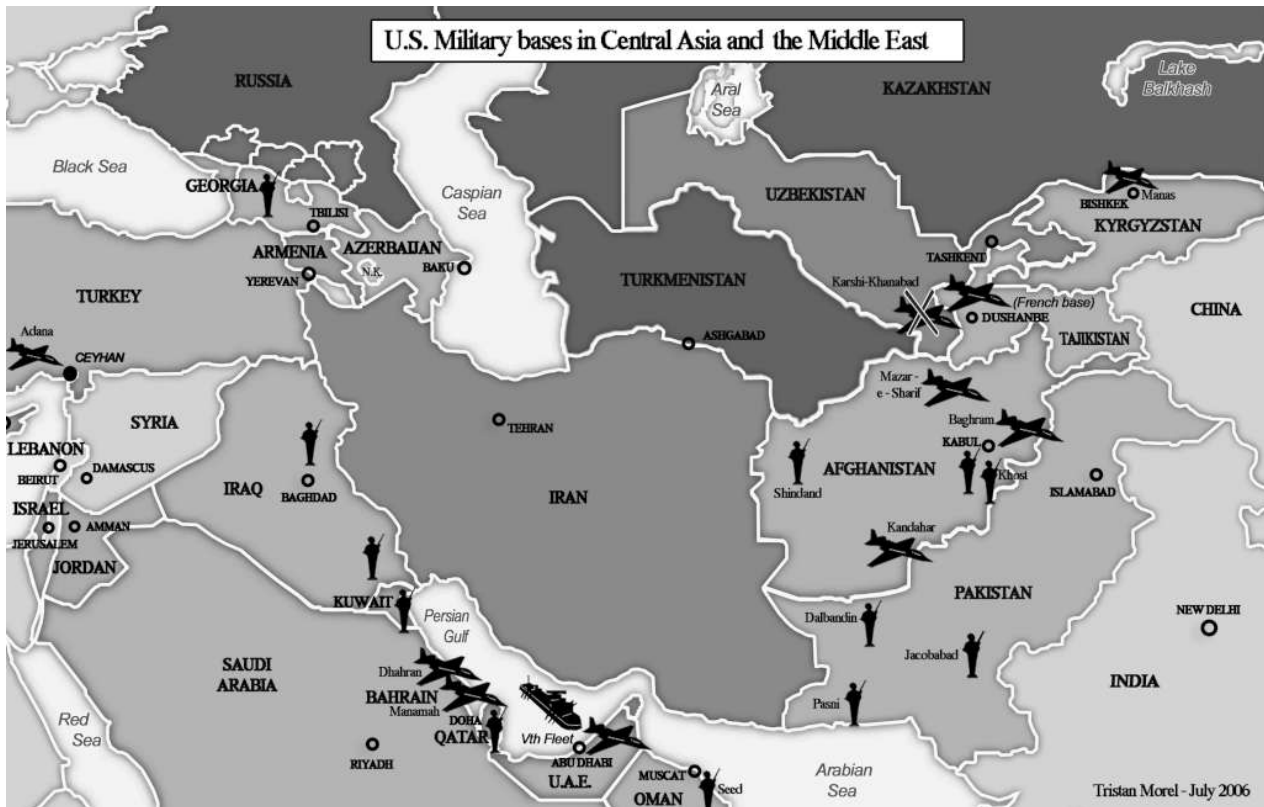 U.S. Military bases in Central Asia and the Middle East
RUSSIA
KAZAKHSTAN
Lake
Balkhash
Aral
Sea
Black Sea
GEORGIA
TBILISI
Caspian
Sea
UZBEKISTAN
Manas
BISHKEK
KYRGYZSTAN
ARMENIA
AZERBAIJAN
YEREVAN
N.K.
BAKU
TASHKENT
TURKEY
TURKMENISTAN
Karshi-Khanabad
(French base)
DUSHANBE
CHINA
Adana
CEYHAN
ASHGABAD
TAJIKISTAN
Mazar -
e - Sharif
SYRIA
TEHRAN
Baghram
KABUL
LEBANON
BEIRUT
DAMASCUS
IRAQ
BAGHDAD
IRAN
AFGHANISTAN
Shindand
Khost
ISLAMABAD
ISRAEL
AMMAN
JERUSALEM
JORDAN
Kandahar
KUWAIT
Persian
Gulf
PAKISTAN
Dalbandin
NEW DELHI
SAUDI
ARABIA
Dhahran
BAHRAIN
Manamah
Jacobabad
INDIA
Pasni
Red
Sea
DOHA
QATAR
Vth Fleet
RIYADH
ABU DHABI
U.A.E.
MUSCAT
Seed
OMAN
Arabian
Sea
Tristan Morel - July 2006